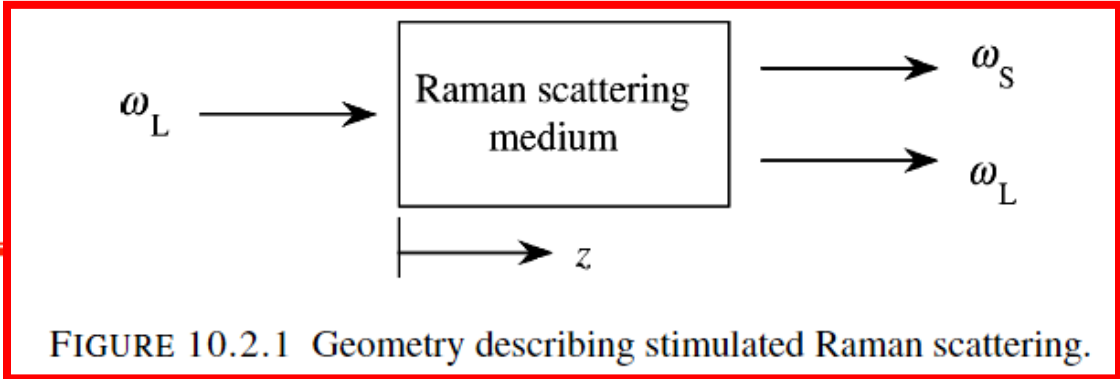 ω_L
Raman scattering
medium
ω_S
ω_L
z
FIGURE 10.2.1 Geometry describing stimulated Raman scattering.